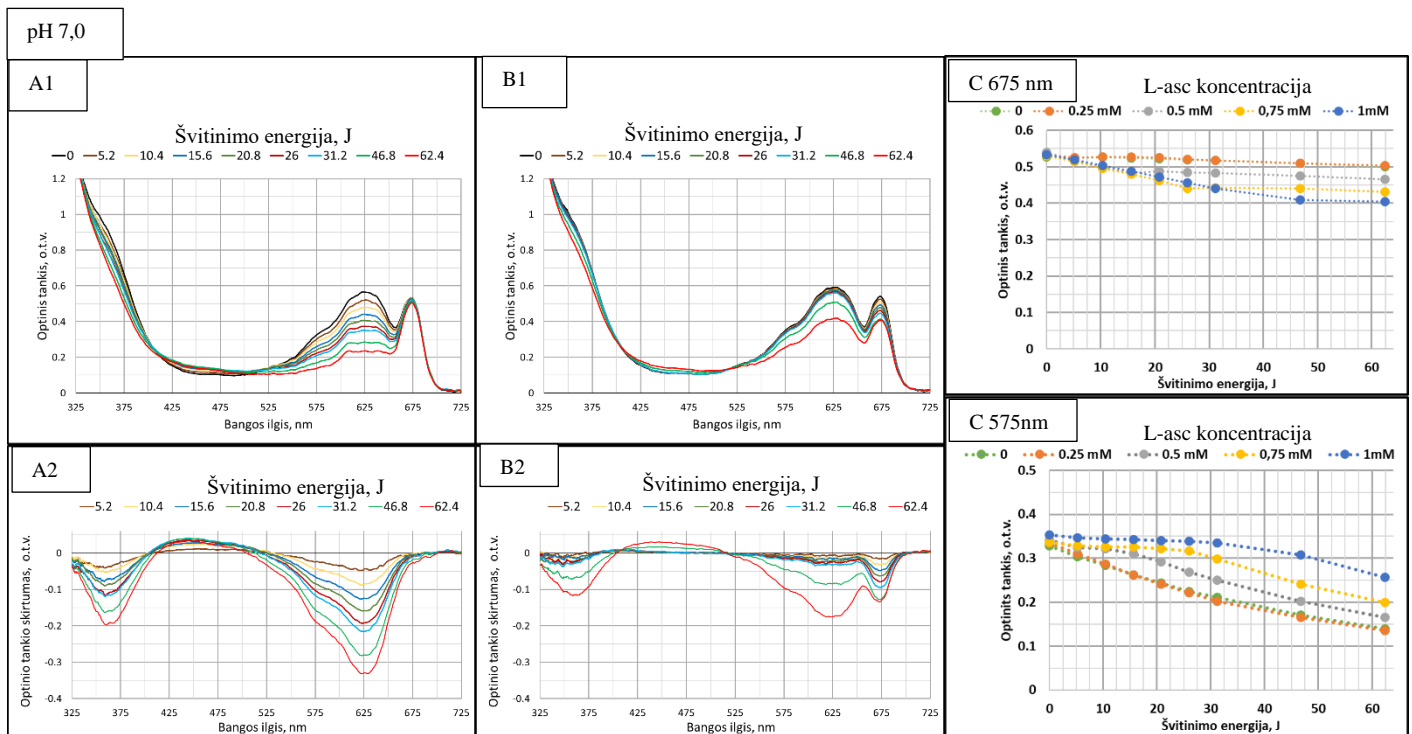 pH 7,0
A1
Švitinimo energija, J
0 5.2 10.4 15.6 20.8 26 31.2 46.8 62.4
Optinis tankis, o.t.v.
1.2
1
0.8
0.6
0.4
0.2
0
325 375 425 475 525 575 625 675 725
Bangos ilgis, nm
B1
Švitinimo energija, J
0 5.2 10.4 15.6 20.8 26 31.2 46.8 62.4
Optinis tankis, o.t.v.
1.2
1
0.8
0.6
0.4
0.2
0
325 375 425 475 525 575 625 675 725
Bangos ilgis, nm
C 675 nm
L-asc koncentracija
0 0.25 mM 0.5 mM 0,75 mM 1mM
Optinis tankis, o.t.v.
0.6
0.5
0.4
0.3
0.2
0.1
0
0 10 20 30 40 50 60
Švitinimo energija, J
A2
Švitinimo energija, J
5.2 10.4 15.6 20.8 26 31.2 46.8 62.4
Optinio tankio skirtumas, o.t.v.
0
-0.1
-0.2
-0.3
-0.4
325 375 425 475 525 575 625 675 725
Bangos ilgis, nm
B2
Švitinimo energija, J
5.2 10.4 15.6 20.8 26 31.2 46.8 62.4
Optinio tankio skirtumas, o.t.v.
0
-0.1
-0.2
-0.3
-0.4
325 375 425 475 525 575 625 675 725
Bangos ilgis, nm
C 575nm
L-asc koncentracija
0 0.25 mM 0.5 mM 0,75 mM 1mM
Optinits tankis, o.t.v.
0.5
0.4
0.3
0.2
0.1
0
0 10 20 30 40 50 60
Švitinimo energija, J